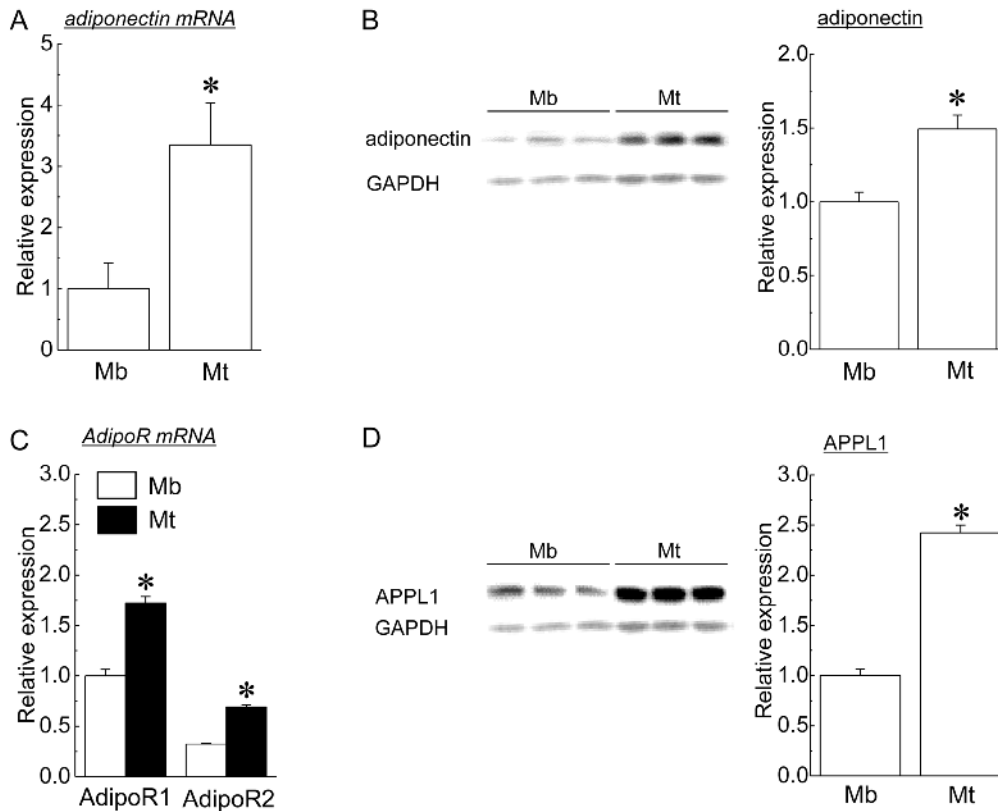 A
adiponectin mRNA
Relative expression
5
4
3
2
1
0
*
Mb
Mt
B
Mb
Mt
adiponectin
GAPDH
adiponectin
Relative expression
2.0
1.5
1.0
0.5
0.0
*
Mb
Mt
C
AdipoR mRNA
Relative expression
3.0
2.5
2.0
1.5
1.0
0.5
0.0
Mb
Mt
*
*
AdipoR1
AdipoR2
D
Mb
Mt
APPL1
GAPDH
APPL1
Relative expression
3.0
2.5
2.0
1.5
1.0
0.5
0.0
*
Mb
Mt